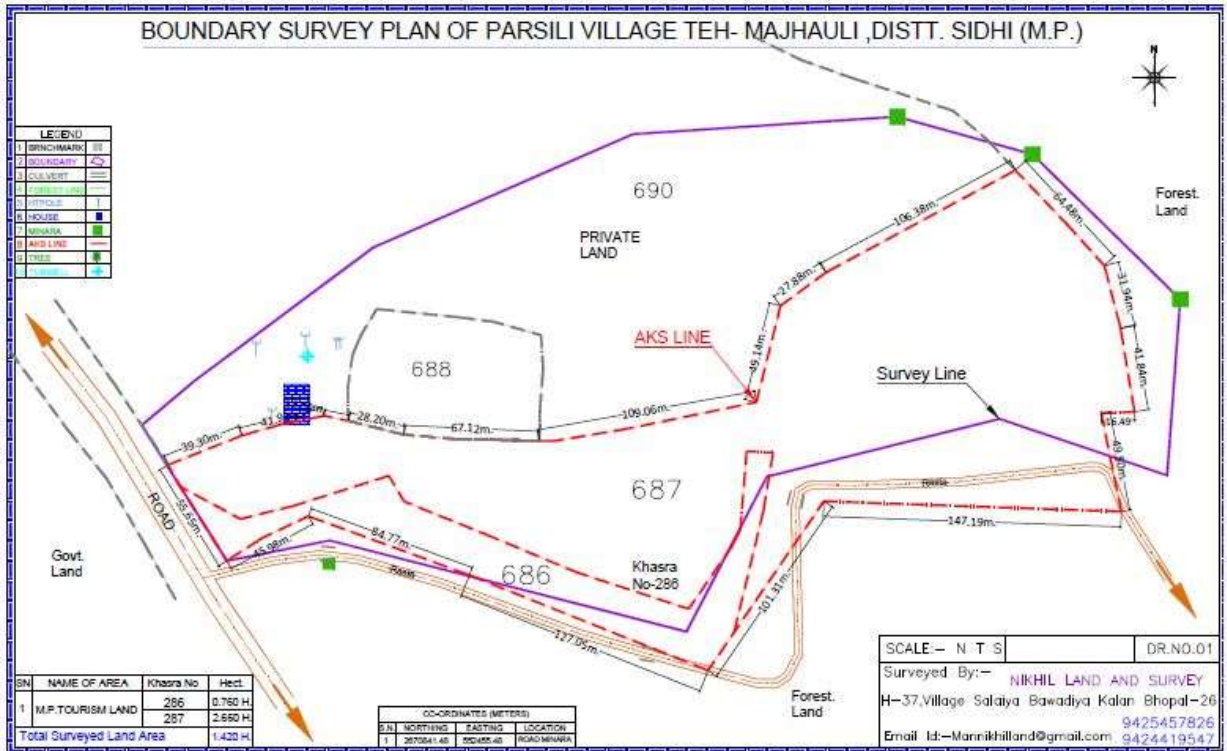 BOUNDARY SURVEY PLAN OF PARSILI VILLAGE TEH- MAJHAULI ,DISTT. SIDHI (M.P.)
N
LEGEND
1 BRNCHMARK
2 BOUNDARY
3 CULVERT
4 FOREST LINE
6 HOUSE
7 MINARA
8 AKS LINE
9 TREE
690
PRIVATE
LAND
Forest.
Land
106.38m.
64.48m.
27.88m.
31.94m.
AKS LINE
49.14m.
41.84m.
688
Survey Line
28.20m.
109.06m.
67.12m.
39.30m.
16.49
49.90m.
687
ROAD
55.65m.
147.19m.
84.77m.
45.98m.
Govt.
Land
686
Khasra
No-286
101.31m.
127.05m.
Forest.
Land
SN NAME OF AREA Khasra No Hect.
1 M.P.TOURISM LAND 286 0.760 H.
287 2.660 H.
Total Surveyed Land Area 1.420 H.
CO-ORDINATES (METERS)
S.N. NORTHING EASTING LOCATION
1 ROAD MINARA
SCALE:- N T S DR.NO.01
Surveyed By:-
NIKHIL LAND AND SURVEY
H-37,Village Salaiya Bawadiya Kalan Bhopal-26
9425457826
Email Id:-Mannikhilland@gmail.com 9424419547